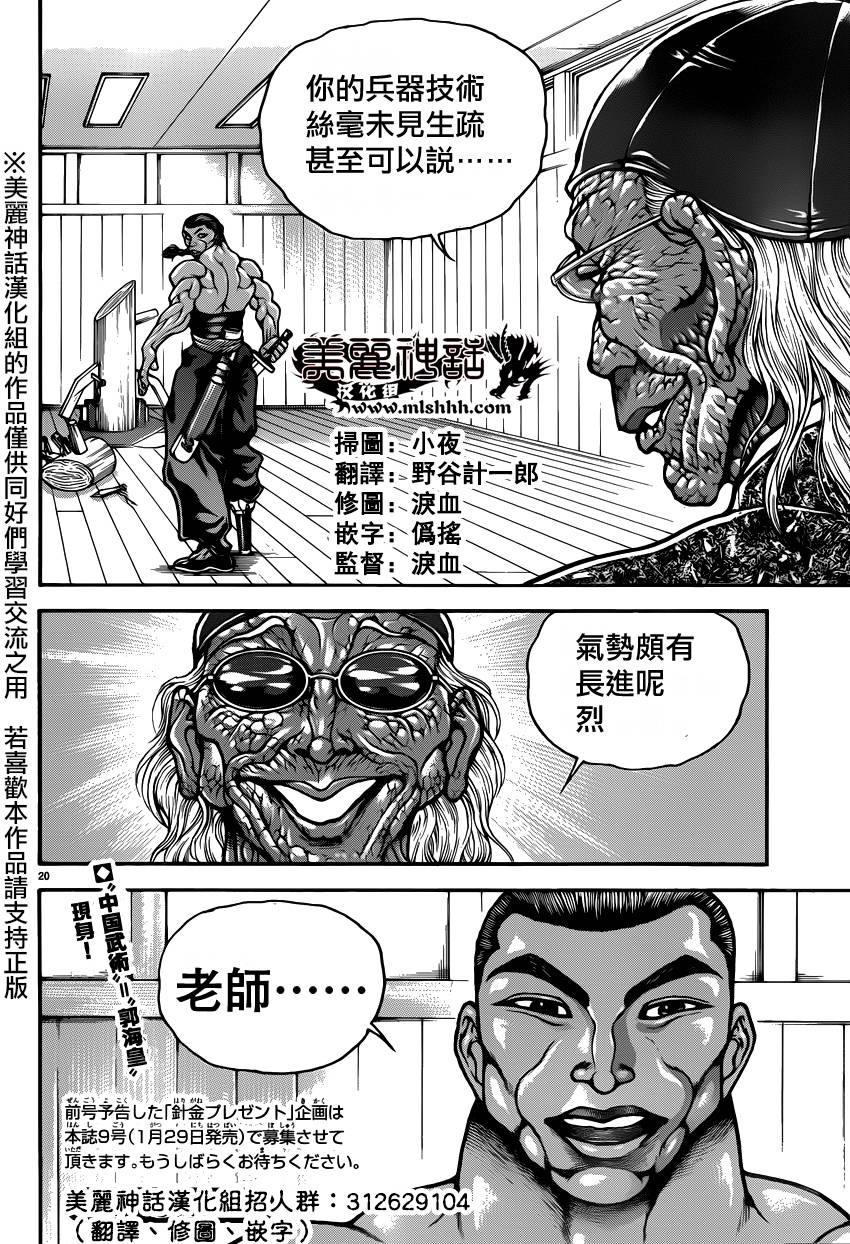 你的兵器技術
絲毫未見生疏
甚至可以説……
美麗神話
汉化组
www.mlshhh.com
掃圖：小夜
翻譯：野谷計一郎
修圖：淚血
嵌字：僞搖
監督：淚血
※美麗神話漢化組的作品僅供同好們學習交流之用　若喜歡本作品請支持正版
氣勢頗有
長進呢
烈
20
◆〝中国武術〟＝〝郭海皇〟
現身！
老師……
前号予告した「針金プレゼント」企画は
本誌9号(1月29日発売)で募集させて
頂きます。もうしばらくお待ちください。
美麗神話漢化組招人群：312629104
（翻譯、修圖、嵌字）